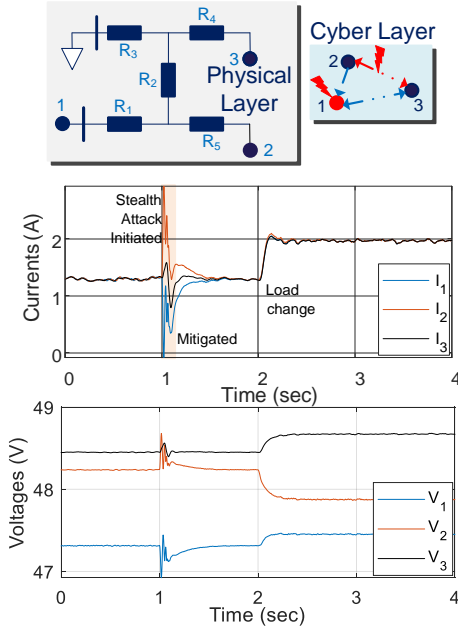 Cyber Layer
R3
R4
R2
3
Physical
Layer
1
R1
R5
2
2
1
3
Currents (A)
2
1
0
Stealth
Attack
Initiated
Mitigated
Load
change
I1
I2
I3
0
1
2
3
4
Time (sec)
Voltages (V)
49
48
47
V1
V2
V3
0
1
2
3
4
Time (sec)